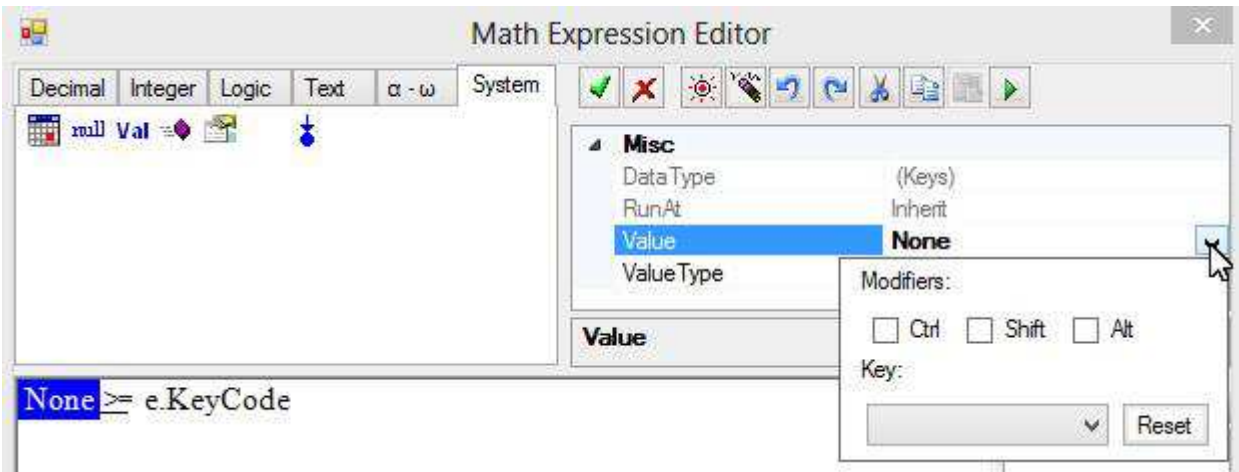 Math Expression Editor
Decimal Integer Logic Text α - ω System
null Val
Misc
DataType (Keys)
RunAt Inherit
Value None
ValueType
Modifiers:
Ctrl Shift Alt
Value
Key:
None >= e.KeyCode
Reset